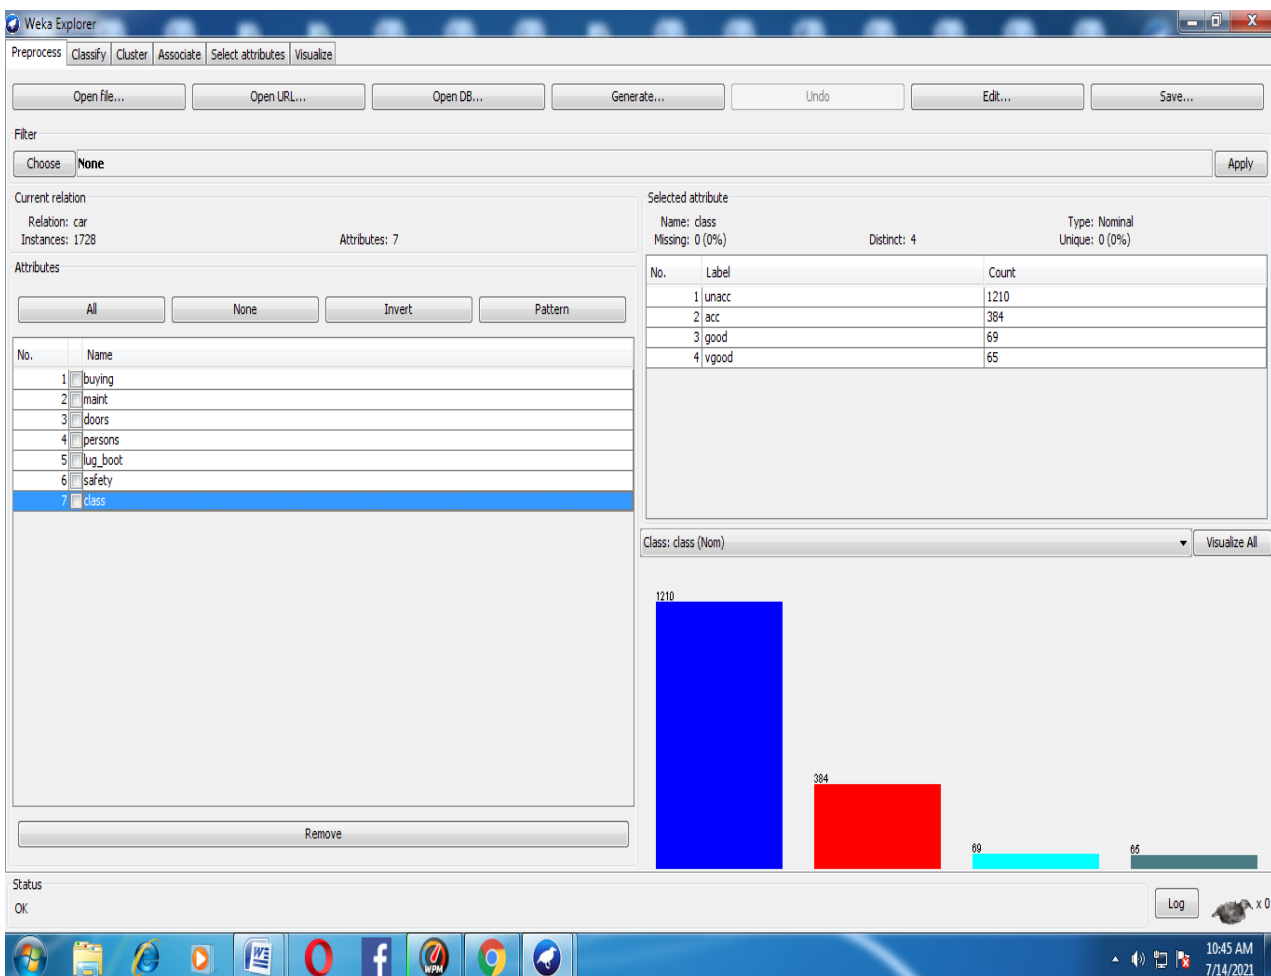 Weka Explorer
Preprocess Classify Cluster Associate Select attributes Visualize
Open file... Open URL... Open DB... Generate... Undo Edit... Save...
Filter
Choose None Apply
Current relation
Relation: car
Instances: 1728 Attributes: 7
Attributes
All None Invert Pattern
No. Name
1 buying
2 maint
3 doors
4 persons
5 lug_boot
6 safety
7 class
Remove
Selected attribute
Name: class Type: Nominal
Missing: 0 (0%) Distinct: 4 Unique: 0 (0%)
No. Label Count
1 unacc 1210
2 acc 384
3 good 69
4 vgood 65
Class: class (Nom) Visualize All
1210
384
69
65
Status
OK
Log x 0
W
f
WPM
10:45 AM
7/14/2021